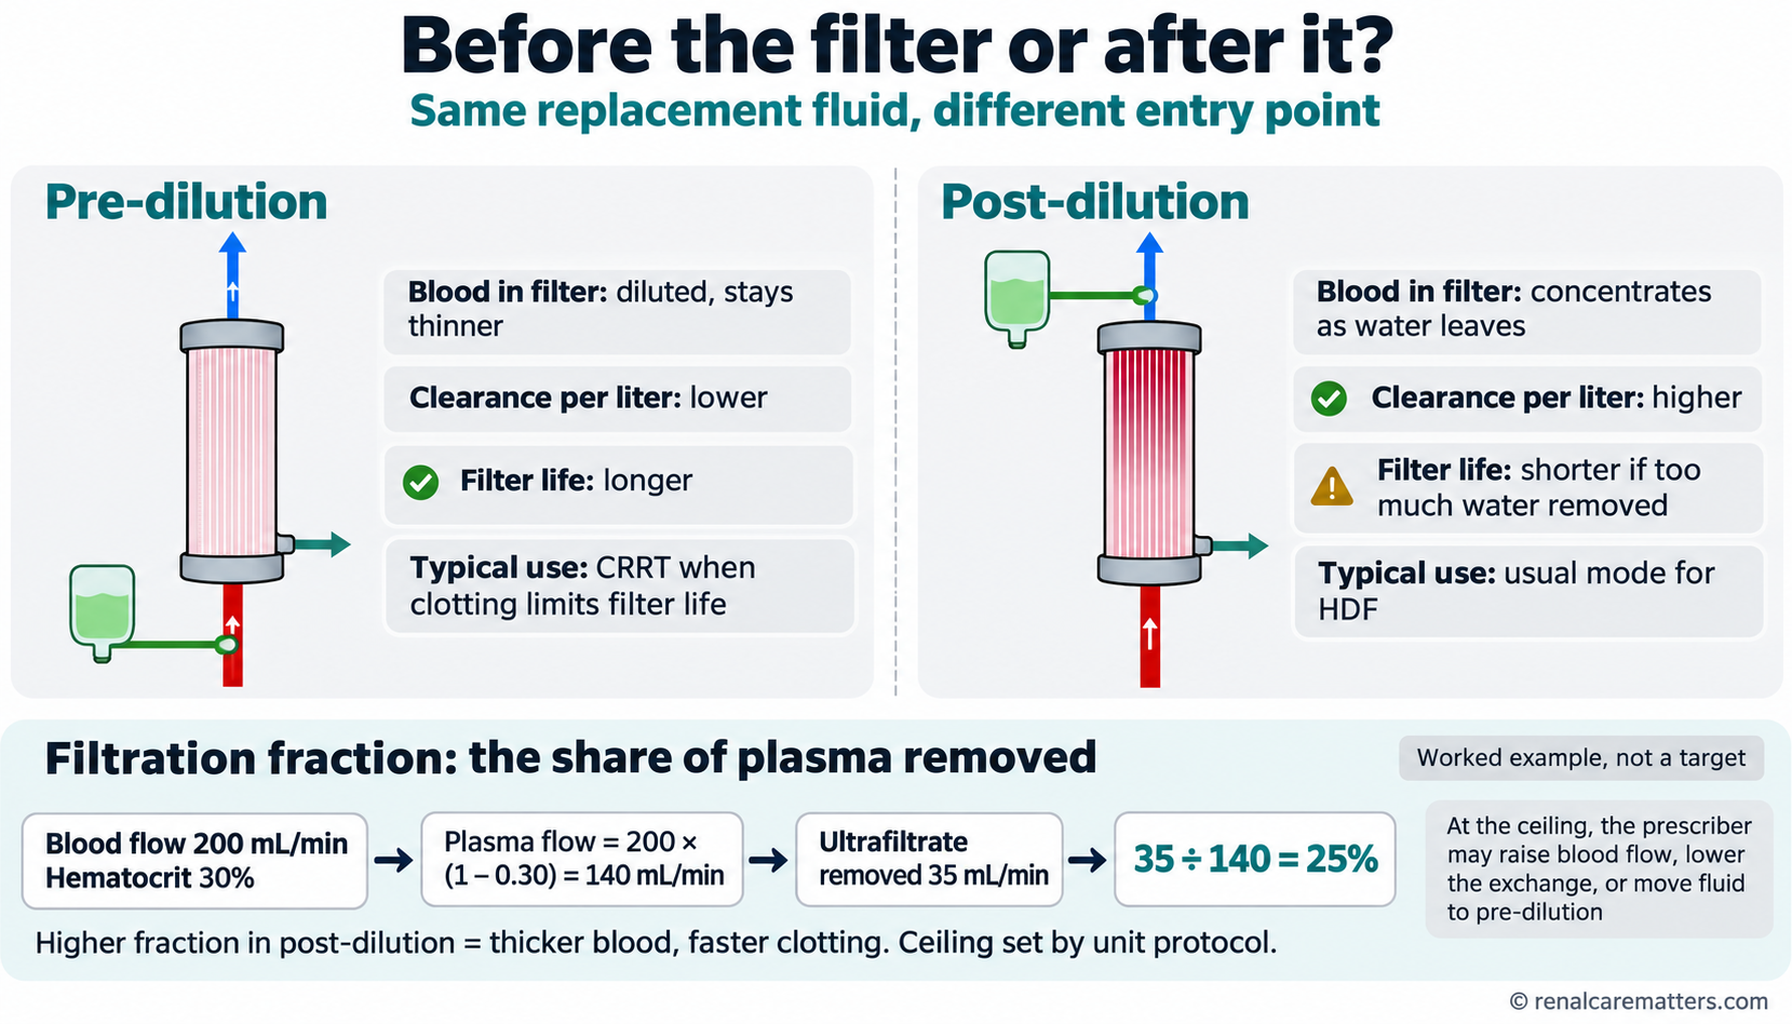 Before the filter or after it?
Same replacement fluid, different entry point
Pre-dilution
Blood in filter: diluted, stays
thinner
Clearance per liter: lower
Filter life: longer
Typical use: CRRT when
clotting limits filter life
Post-dilution
Blood in filter: concentrates
as water leaves
Clearance per liter: higher
Filter life: shorter if too
much water removed
Typical use: usual mode for
HDF
Filtration fraction: the share of plasma removed
Worked example, not a target
Blood flow 200 mL/min
Hematocrit 30%
Plasma flow = 200 ×
(1 – 0.30) = 140 mL/min
Ultrafiltrate
removed 35 mL/min
35 ÷ 140 = 25%
At the ceiling, the prescriber
may raise blood flow, lower
the exchange, or move fluid
to pre-dilution
Higher fraction in post-dilution = thicker blood, faster clotting. Ceiling set by unit protocol.
© renalcarematters.com